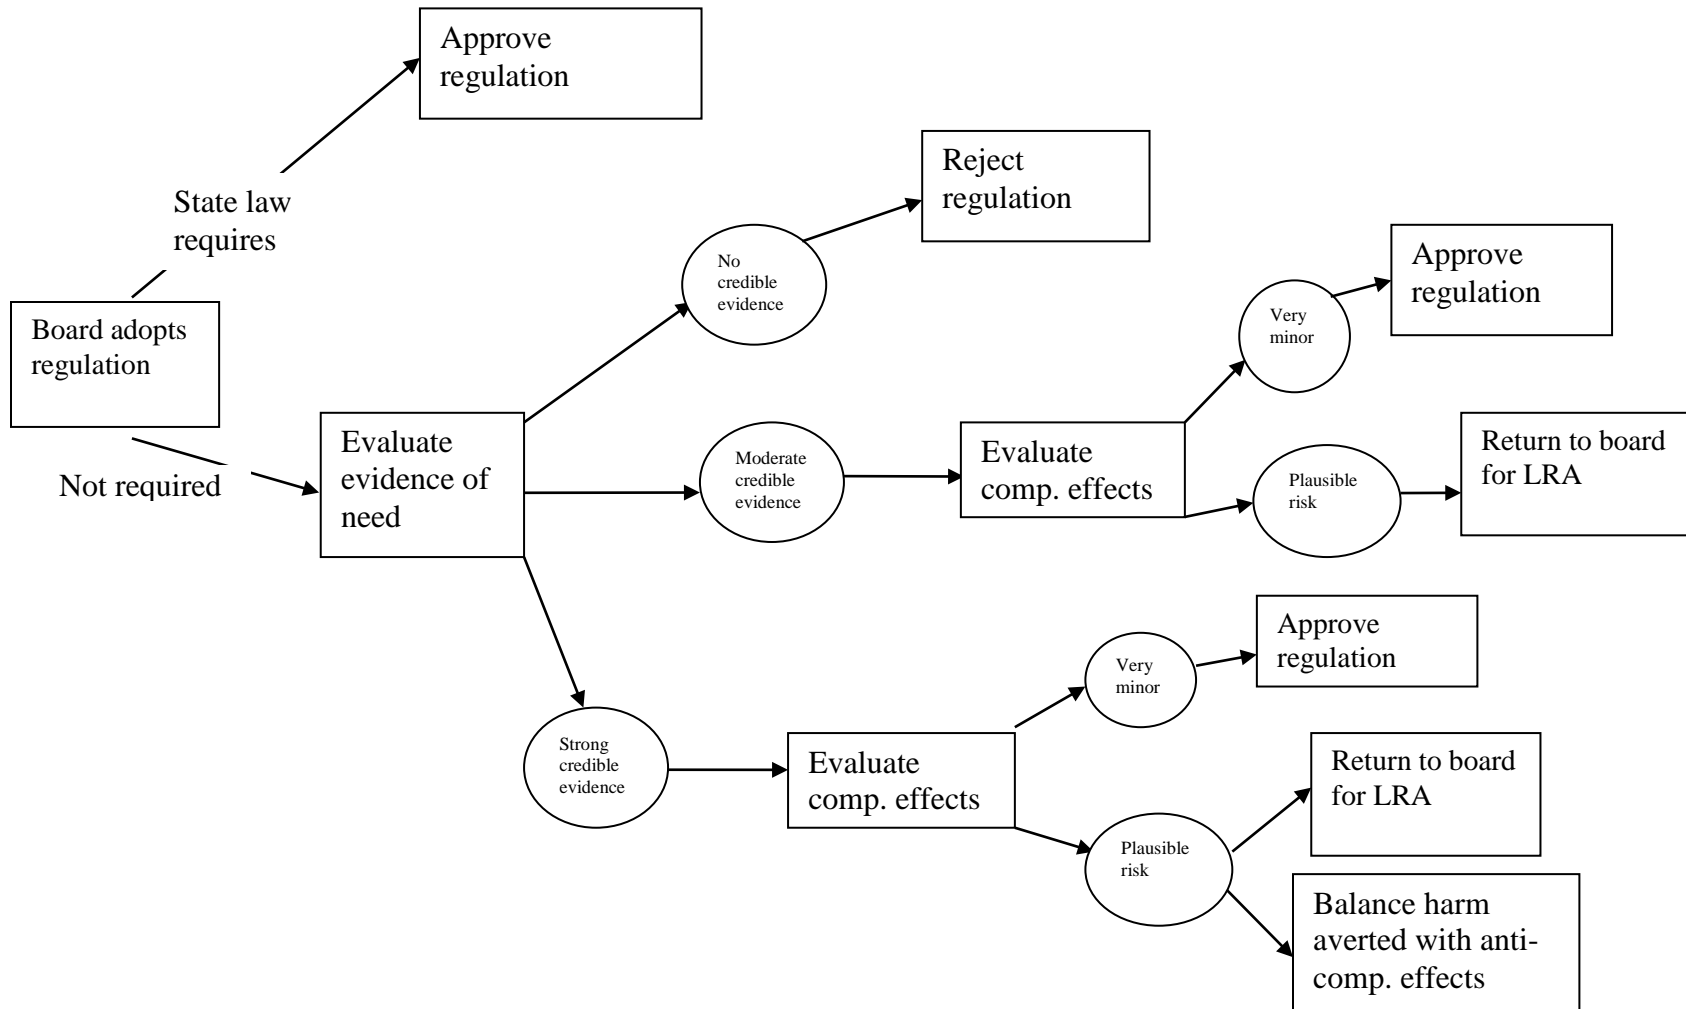 Approve
regulation
State law
requires
Board adopts
regulation
Not required
Evaluate
evidence of
need
No
credible
evidence
Reject
regulation
Moderate
credible
evidence
Evaluate
comp. effects
Very
minor
Approve
regulation
Plausible
risk
Return to board
for LRA
Strong
credible
evidence
Evaluate
comp. effects
Very
minor
Approve
regulation
Plausible
risk
Return to board
for LRA
Balance harm
averted with anti-
comp. effects